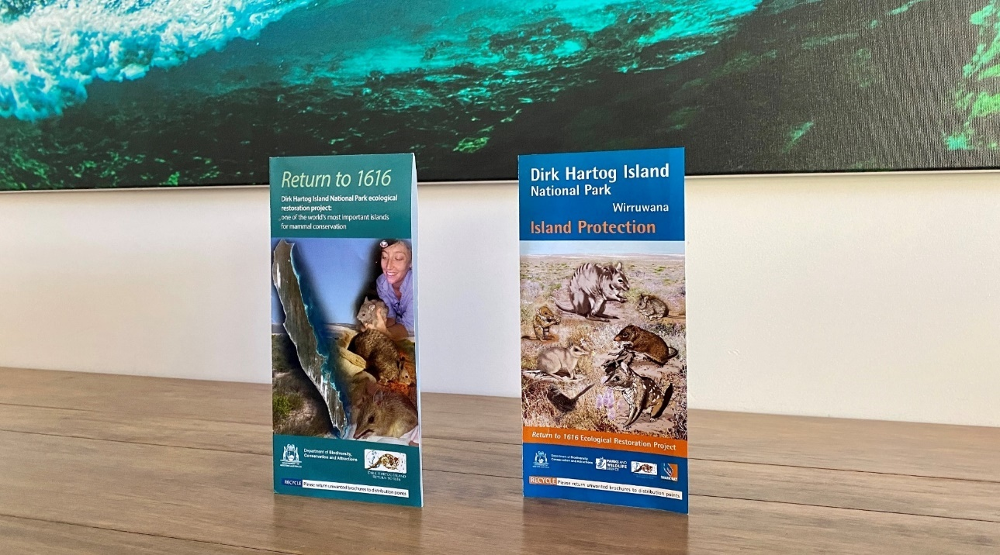 Return to 1616
Dirk Hartog Island National Park ecological
restoration project:
one of the world's most important islands
for mammal conservation
Department of Biodiversity,
Conservation and Attractions
DIRK HARTOG ISLAND
RETURN TO 1616
RECYCLE Please return unwanted brochures to distribution points
Dirk Hartog Island
National Park
Wirruwana
Island Protection
Return to 1616 Ecological Restoration Project
Department of Biodiversity,
Conservation and Attractions
PARKS AND
WILDLIFE
SERVICE
RECYCLE Please return unwanted brochures to distribution points